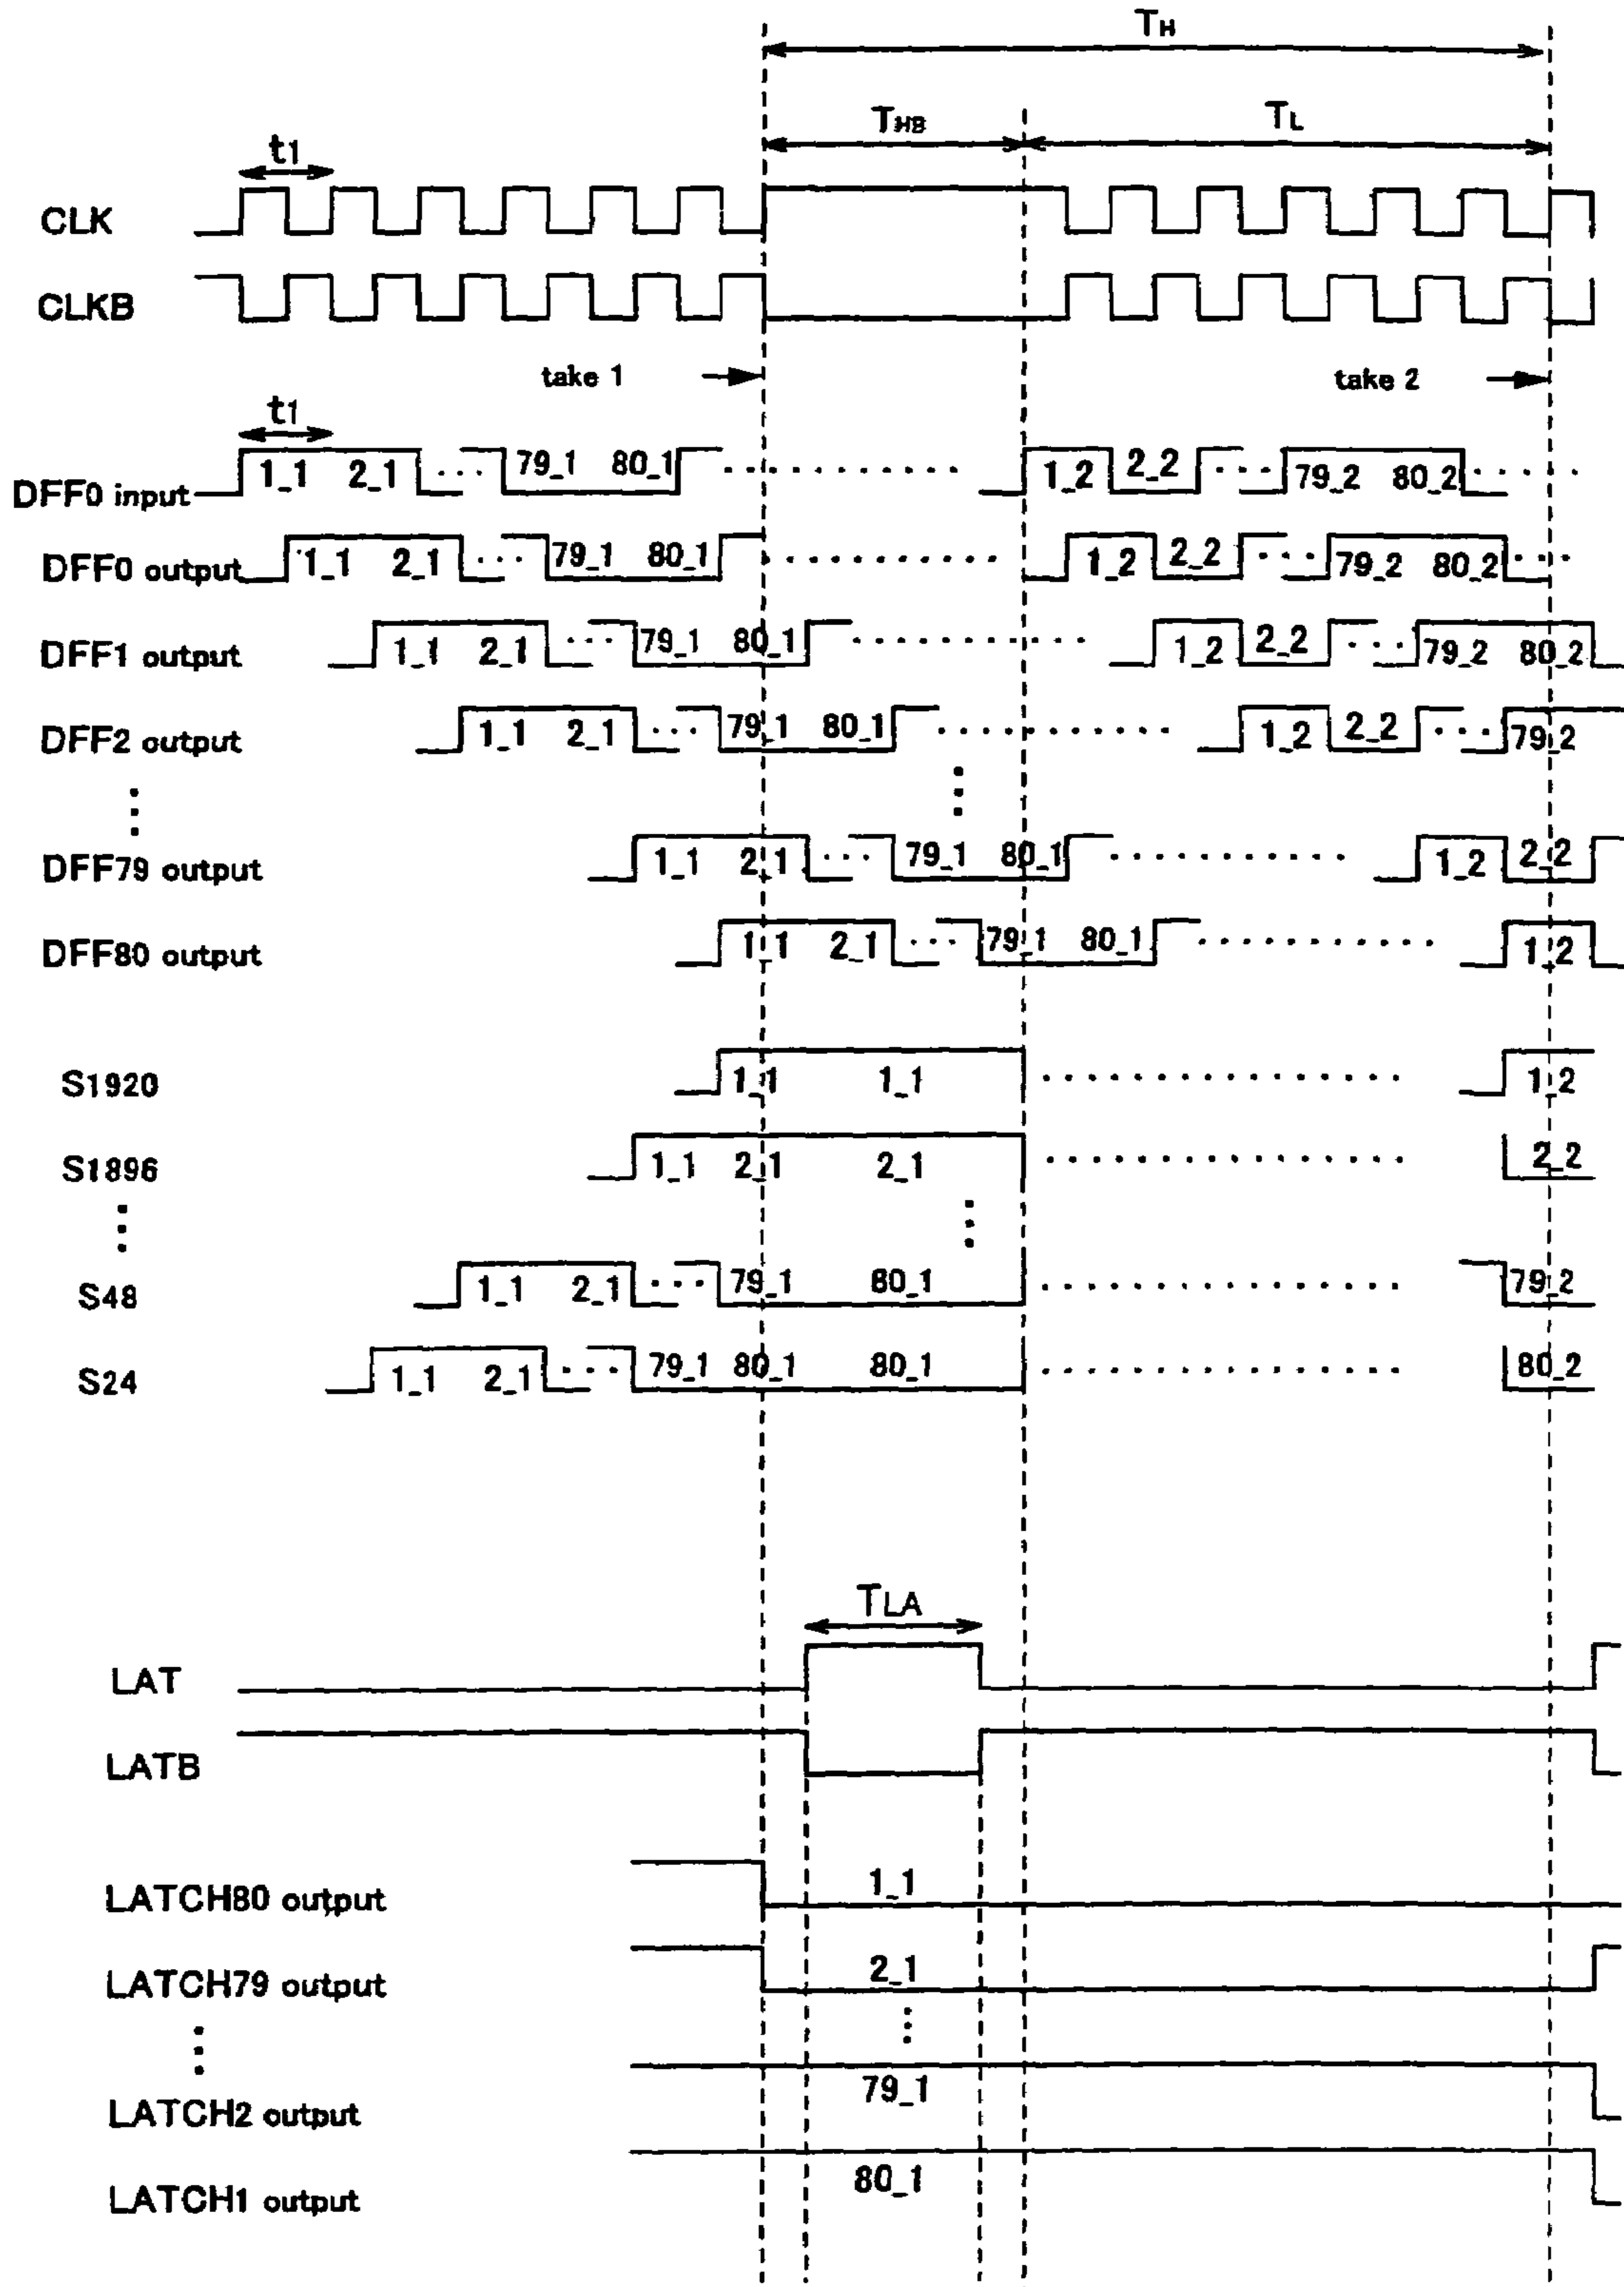 TH
THB TL
t1
CLK
CLKB
take 1 take 2
t1
DFF0 input 1_1 2_1 ··· 79_1 80_1 ··· 1_2 2_2 ··· 79_2 80_2 ···
DFF0 output 1_1 2_1 ··· 79_1 80_1 ··· 1_2 2_2 ··· 79_2 80_2 ···
DFF1 output 1_1 2_1 ··· 79_1 80_1 ··· 1_2 2_2 ··· 79_2 80_2
DFF2 output 1_1 2_1 ··· 79_1 80_1 ··· 1_2 2_2 ··· 79_2
⋮ ⋮
DFF79 output 1_1 2_1 ··· 79_1 80_1 ··· 1_2 2_2
DFF80 output 1_1 2_1 ··· 79_1 80_1 ··· 1_2
S1920 1_1 1_1 ··· 1_2
S1896 1_1 2_1 2_1 ··· 2_2
⋮ ⋮
S48 1_1 2_1 ··· 79_1 80_1 ··· 79_2
S24 1_1 2_1 ··· 79_1 80_1 80_1 ··· 80_2
TLA
LAT
LATB
LATCH80 output 1_1
LATCH79 output 2_1
⋮ ⋮
LATCH2 output 79_1
LATCH1 output 80_1